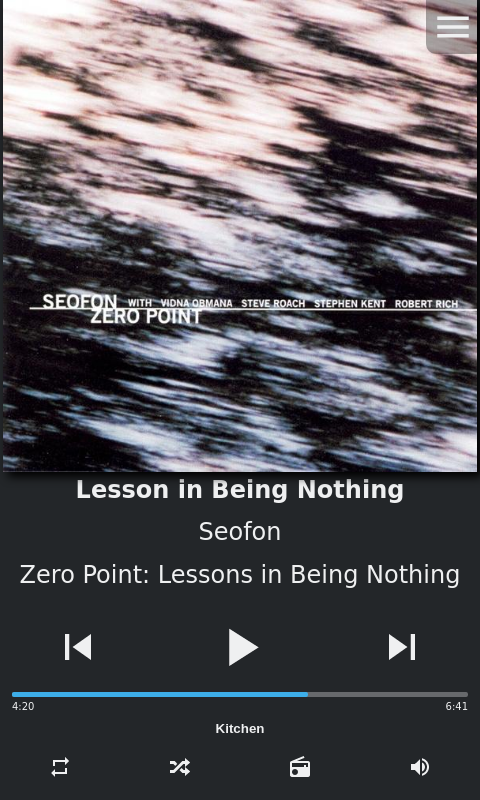 SEOFON WITH VIDNA OBMANA STEVE ROACH STEPHEN KENT ROBERT RICH
ZERO POINT
Lesson in Being Nothing
Seofon
Zero Point: Lessons in Being Nothing
4:20 6:41
Kitchen